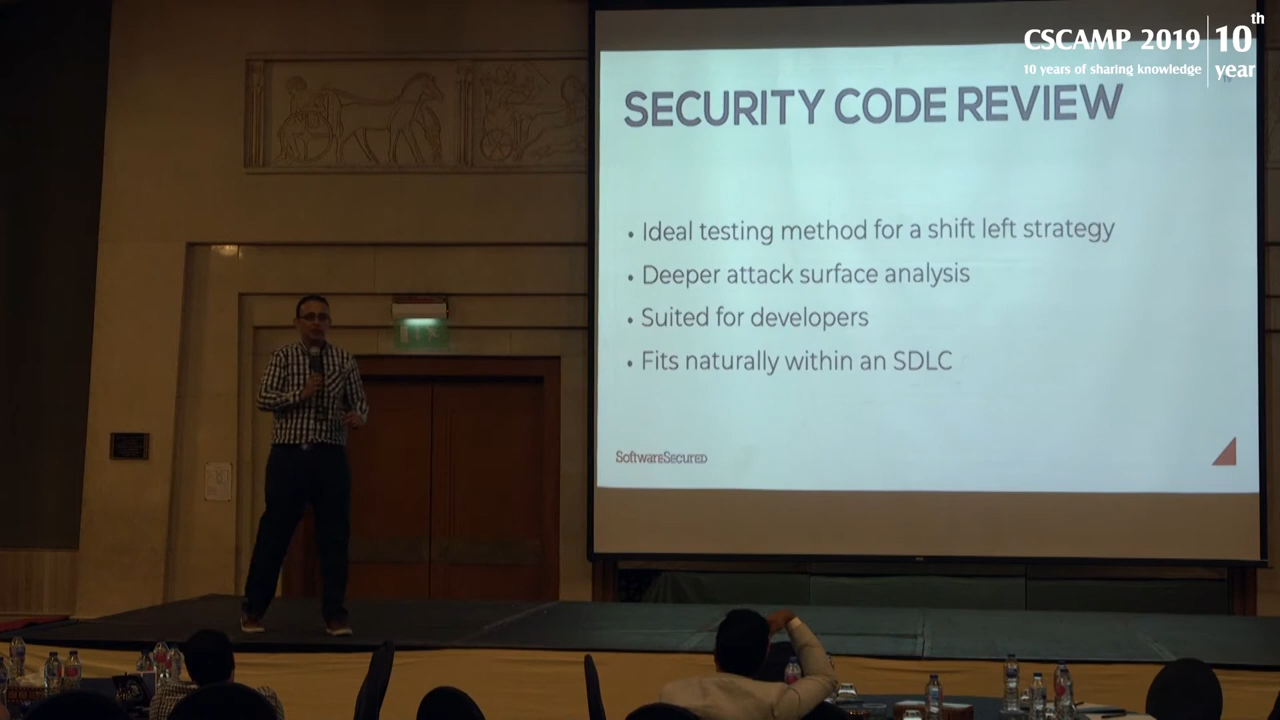 CSCAMP 2019
10 years of sharing knowledge
10th
year
SECURITY CODE REVIEW
• Ideal testing method for a shift left strategy
• Deeper attack surface analysis
• Suited for developers
• Fits naturally within an SDLC
SoftwareSecured